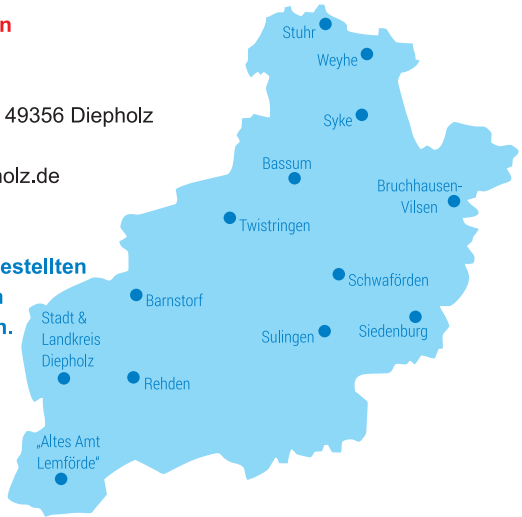 n
49356 Diepholz
olz.de
estellten
n
n.
Stuhr
Weyhe
Syke
Bassum
Bruchhausen-
Vilsen
Twistringen
Schwaförden
Barnstorf
Stadt &
Landkreis
Diepholz
Sulingen
Siedenburg
Rehden
„Altes Amt
Lemförde“